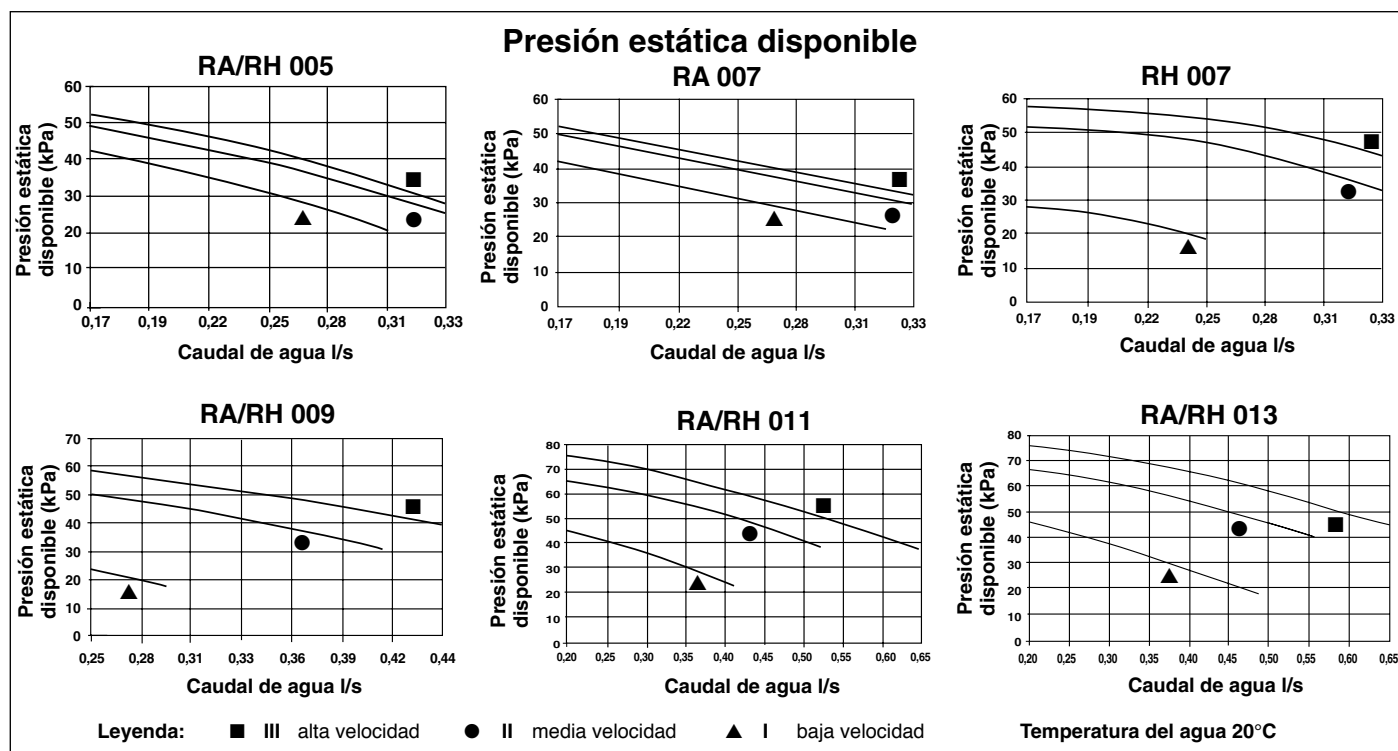 Presión estática disponible
RA/RH 005
Presión estática
disponible (kPa)
60
50
40
30
20
10
0
0,17 0,19 0,22 0,25 0,28 0,31 0,33
Caudal de agua l/s
RA 007
Presión estática
disponible (kPa)
60
50
40
30
20
10
0
0,17 0,19 0,22 0,25 0,28 0,31 0,33
Caudal de agua l/s
RH 007
Presión estática
disponible (kPa)
60
50
40
30
20
10
0
0,17 0,19 0,22 0,25 0,28 0,31 0,33
Caudal de agua l/s
RA/RH 009
Presión estática
disponible (kPa)
70
60
50
40
30
20
10
0
0,25 0,28 0,31 0,33 0,36 0,39 0,42 0,44
Caudal de agua l/s
RA/RH 011
Presión estática
disponible (kPa)
80
70
60
50
40
30
20
10
0
0,20 0,25 0,30 0,35 0,40 0,45 0,50 0,55 0,60 0,65
Caudal de agua l/s
RA/RH 013
Presión estática
disponible (kPa)
80
70
60
50
40
30
20
10
0
0,20 0,25 0,30 0,35 0,40 0,45 0,50 0,55 0,60 0,65
Caudal de agua l/s
Leyenda: ■ III alta velocidad ● II media velocidad ▲ I baja velocidad Temperatura del agua 20°C